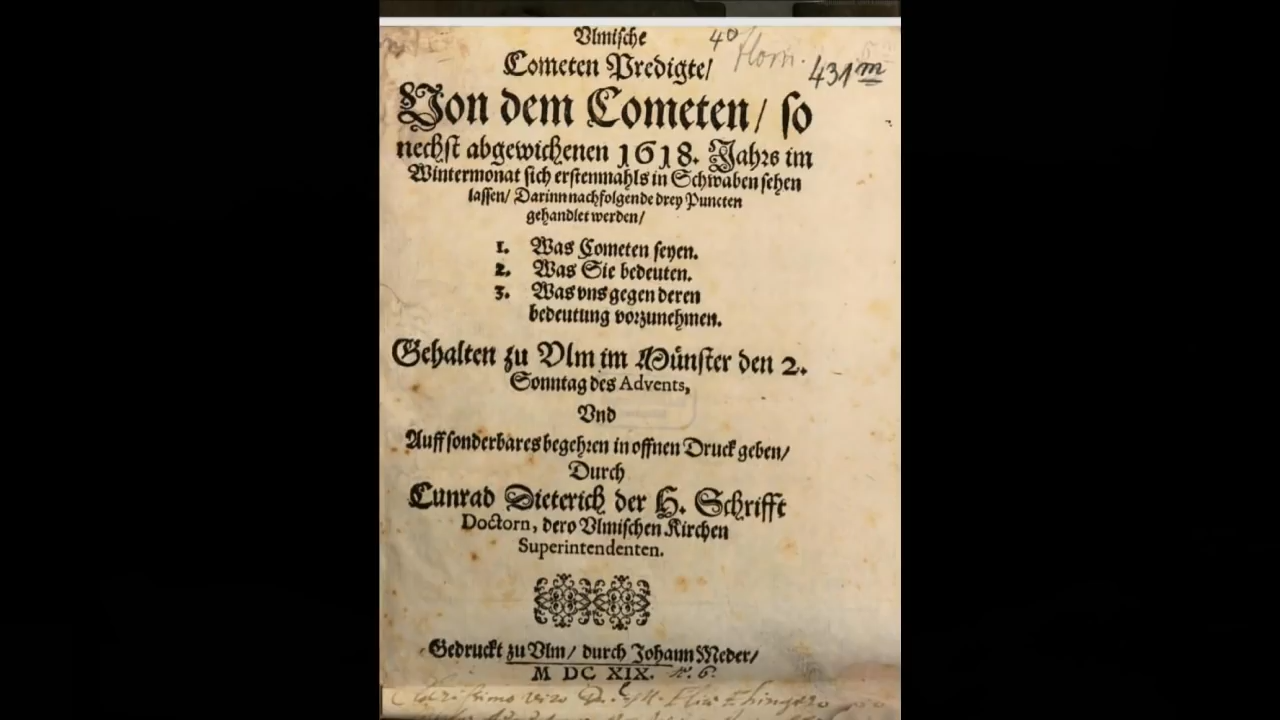 Vlmische
40 Hom. 431m
Cometen Predigte/
Von dem Cometen/ so
nechst abgewichenen 1618. Jahrs im
Wintermonat sich erstenmahls in Schwaben sehen
lassen/ Darinn nachfolgende drey Puncten
gehandlet werden/
1. Was Cometen seyen.
2. Was Sie bedeuten.
3. Was vns gegen deren
bedeutung vorzunehmen.
Gehalten zu Vlm im Münster den 2.
Sonntag des Advents,
Vnd
Auff sonderbares begehren in offnen Druck geben/
Durch
Cunrad Dieterich der H. Schrifft
Doctorn, dero Vlmischen Kirchen
Superintendenten.
Gedruckt zu Vlm/ durch Johann Meder/
M DC XIX. N. 6.